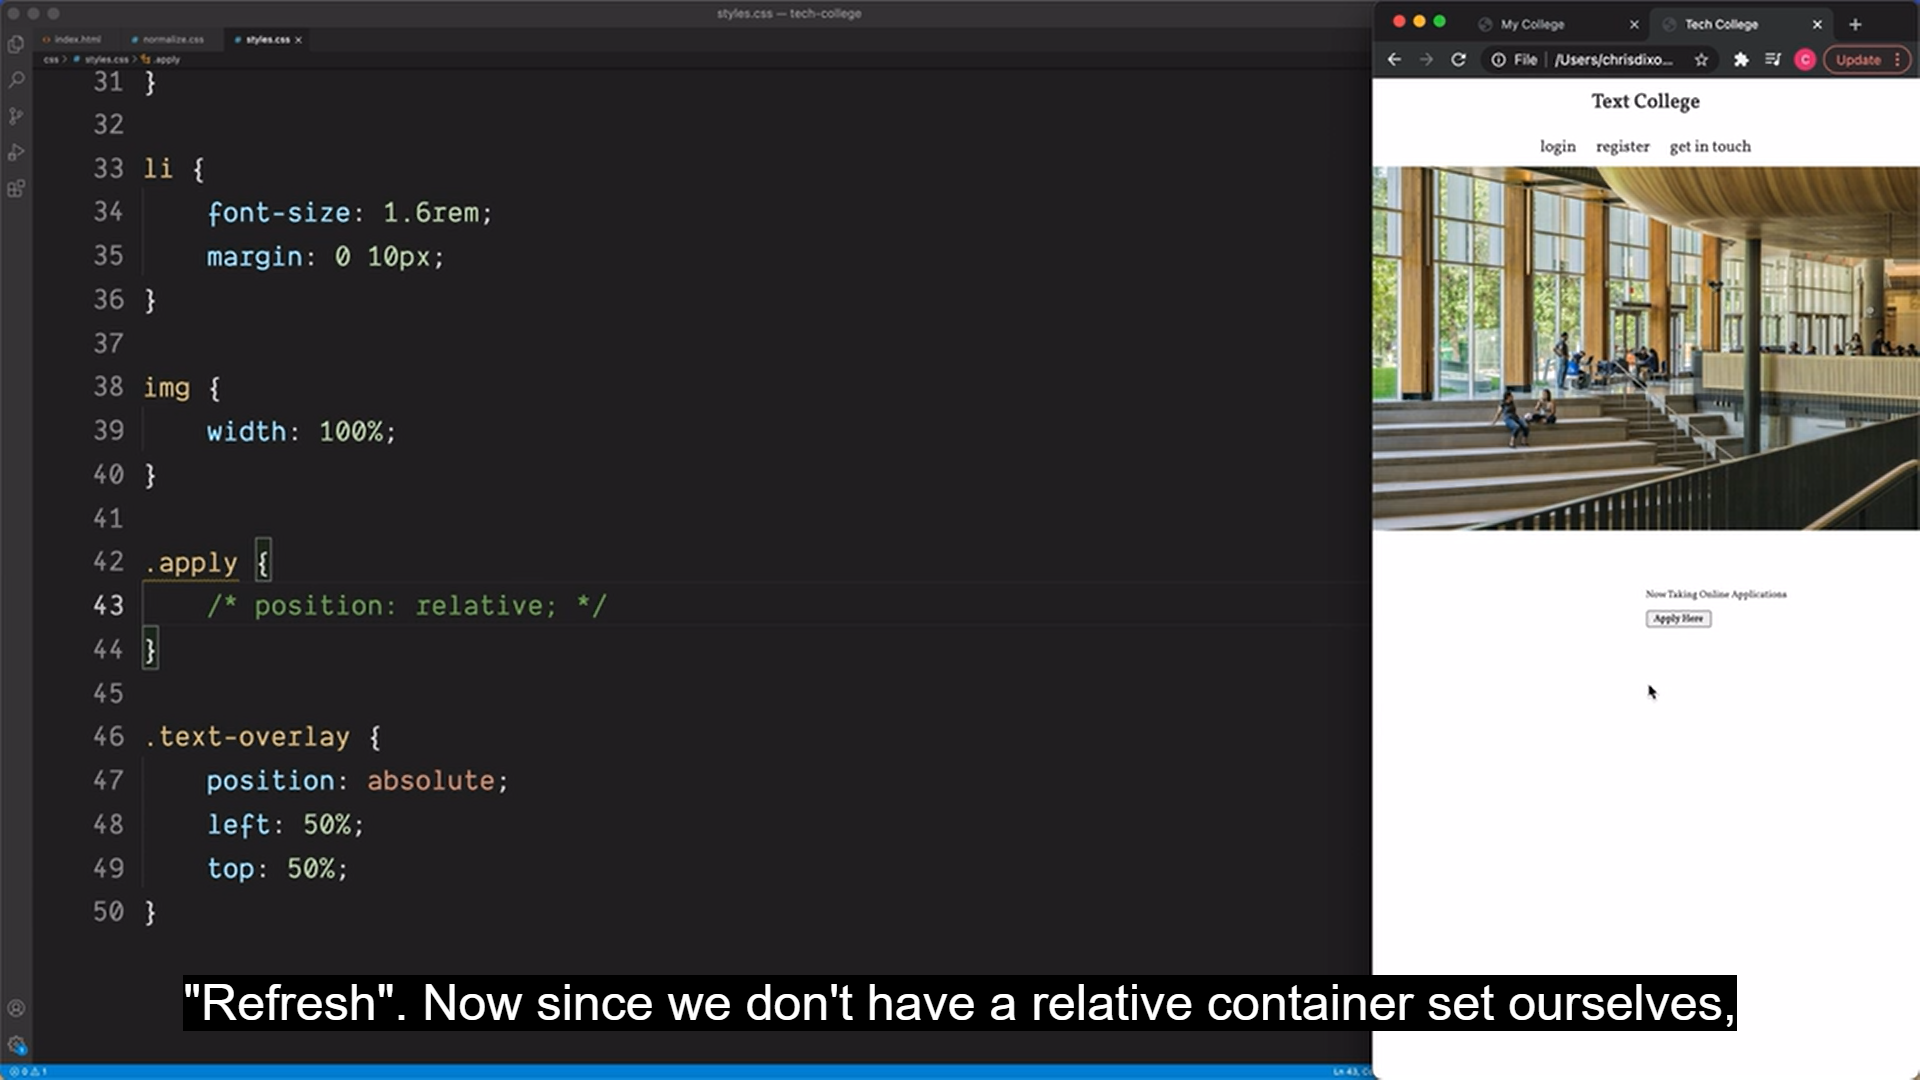 styles.css — tech-college
index.html
normalize.css
styles.css
css > # styles.css > .apply
31 }
32
33 li {
34 font-size: 1.6rem;
35 margin: 0 10px;
36 }
37
38 img {
39 width: 100%;
40 }
41
42 .apply {
43 /* position: relative; */
44 }
45
46 .text-overlay {
47 position: absolute;
48 left: 50%;
49 top: 50%;
50 }
My College
Tech College
File /Users/chrisdixo...
C
Update
Text College
login register get in touch
Now Taking Online Applications
Apply Here
"Refresh". Now since we don't have a relative container set ourselves,
0 1
Ln 43, Co